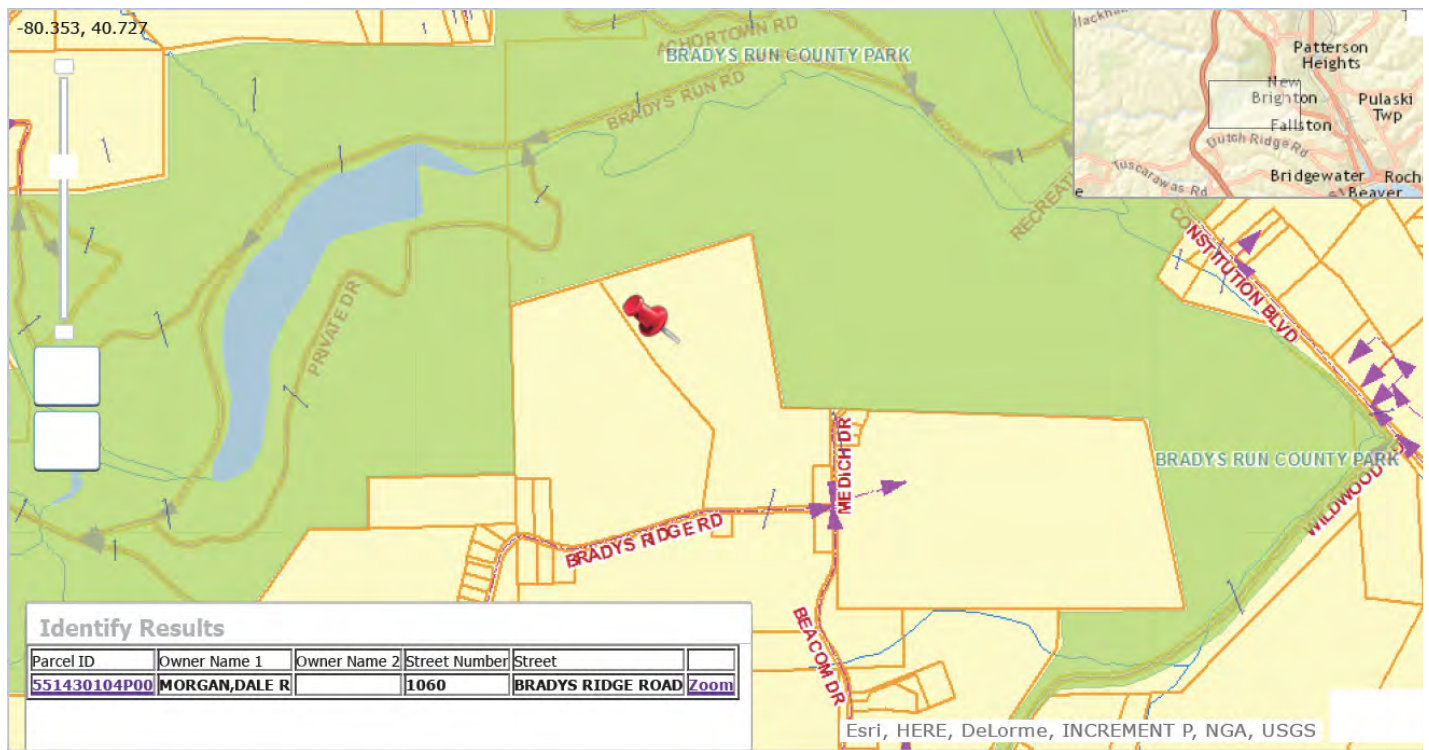 -80.353, 40.727
ACHORTOWN RD
BRADYS RUN COUNTY PARK
BRADYS RUN RD
Patterson
Heights
New
Brighton
Pulaski
Twp
Fallston
Dutch Ridge Rd
Tuscarawas Rd
Bridgewater
Beaver
CONSTITUTION BLVD
PRIVATE DR
MEDICH DR
BRADYS RUN COUNTY PARK
WILDWOOD
BRADYS RIDGE RD
BEACOM DR
Identify Results
Parcel ID Owner Name 1 Owner Name 2 Street Number Street
551430104P00 MORGAN,DALE R 1060 BRADYS RIDGE ROAD Zoom
Esri, HERE, DeLorme, INCREMENT P, NGA, USGS